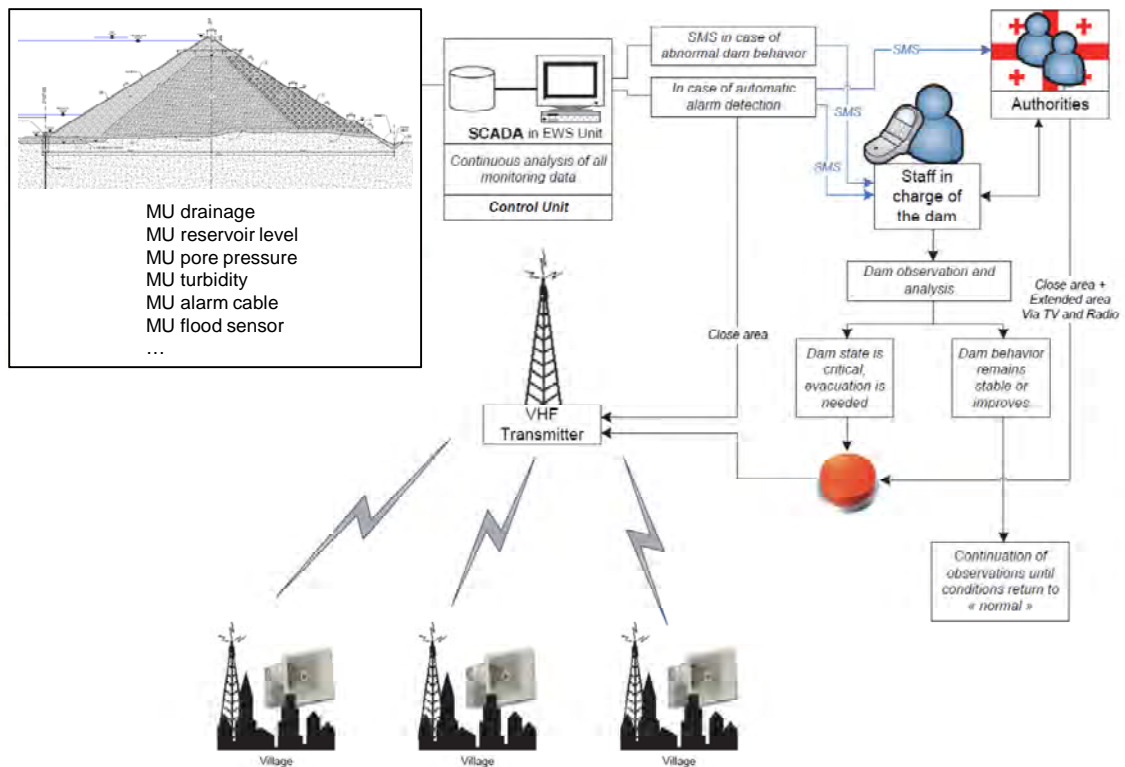 MU drainage
MU reservoir level
MU pore pressure
MU turbidity
MU alarm cable
MU flood sensor
…
SCADA in EWS Unit
Continuous analysis of all
monitoring data
Control Unit
SMS in case of
abnormal dam behavior
In case of automatic
alarm detection
SMS
SMS
SMS
Authorities
Staff in
charge of
the dam
Dam observation and
analysis
Close area +
Extended area
Via TV and Radio
Close area
Dam state is
critical,
evacuation is
needed
Dam behavior
remains
stable or
improves...
VHF
Transmitter
Continuation of
observations until
conditions return to
« normal »
Village
Village
Village